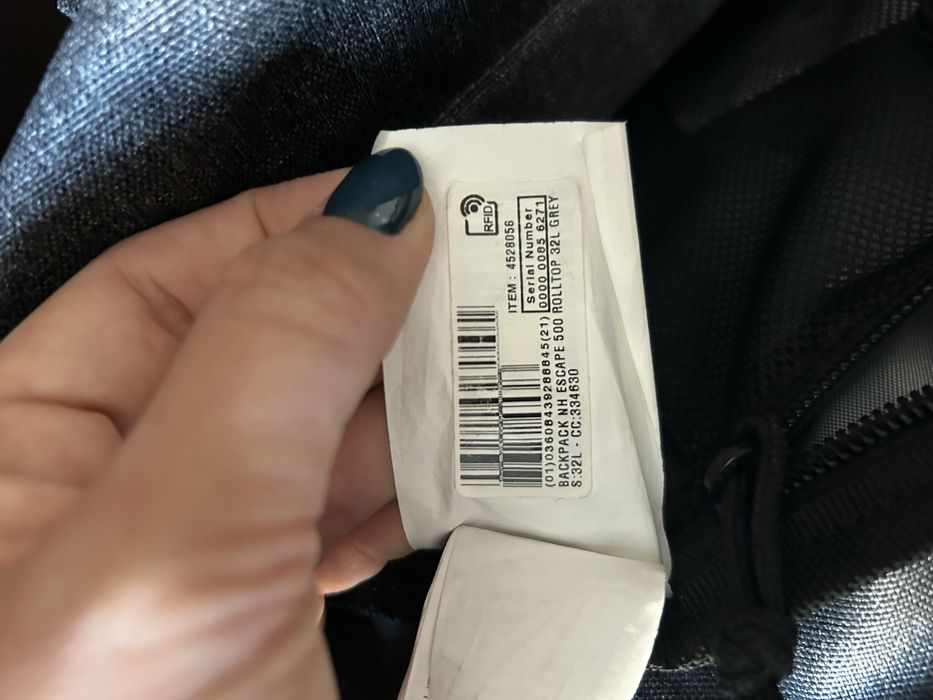 RFID
ITEM : 4528056
Serial Number
0000 0085 6271
(01)03608439288845(21)
BACKPACK NH ESCAPE 500 ROLLTOP 32L GREY
S:32L - CC:334630